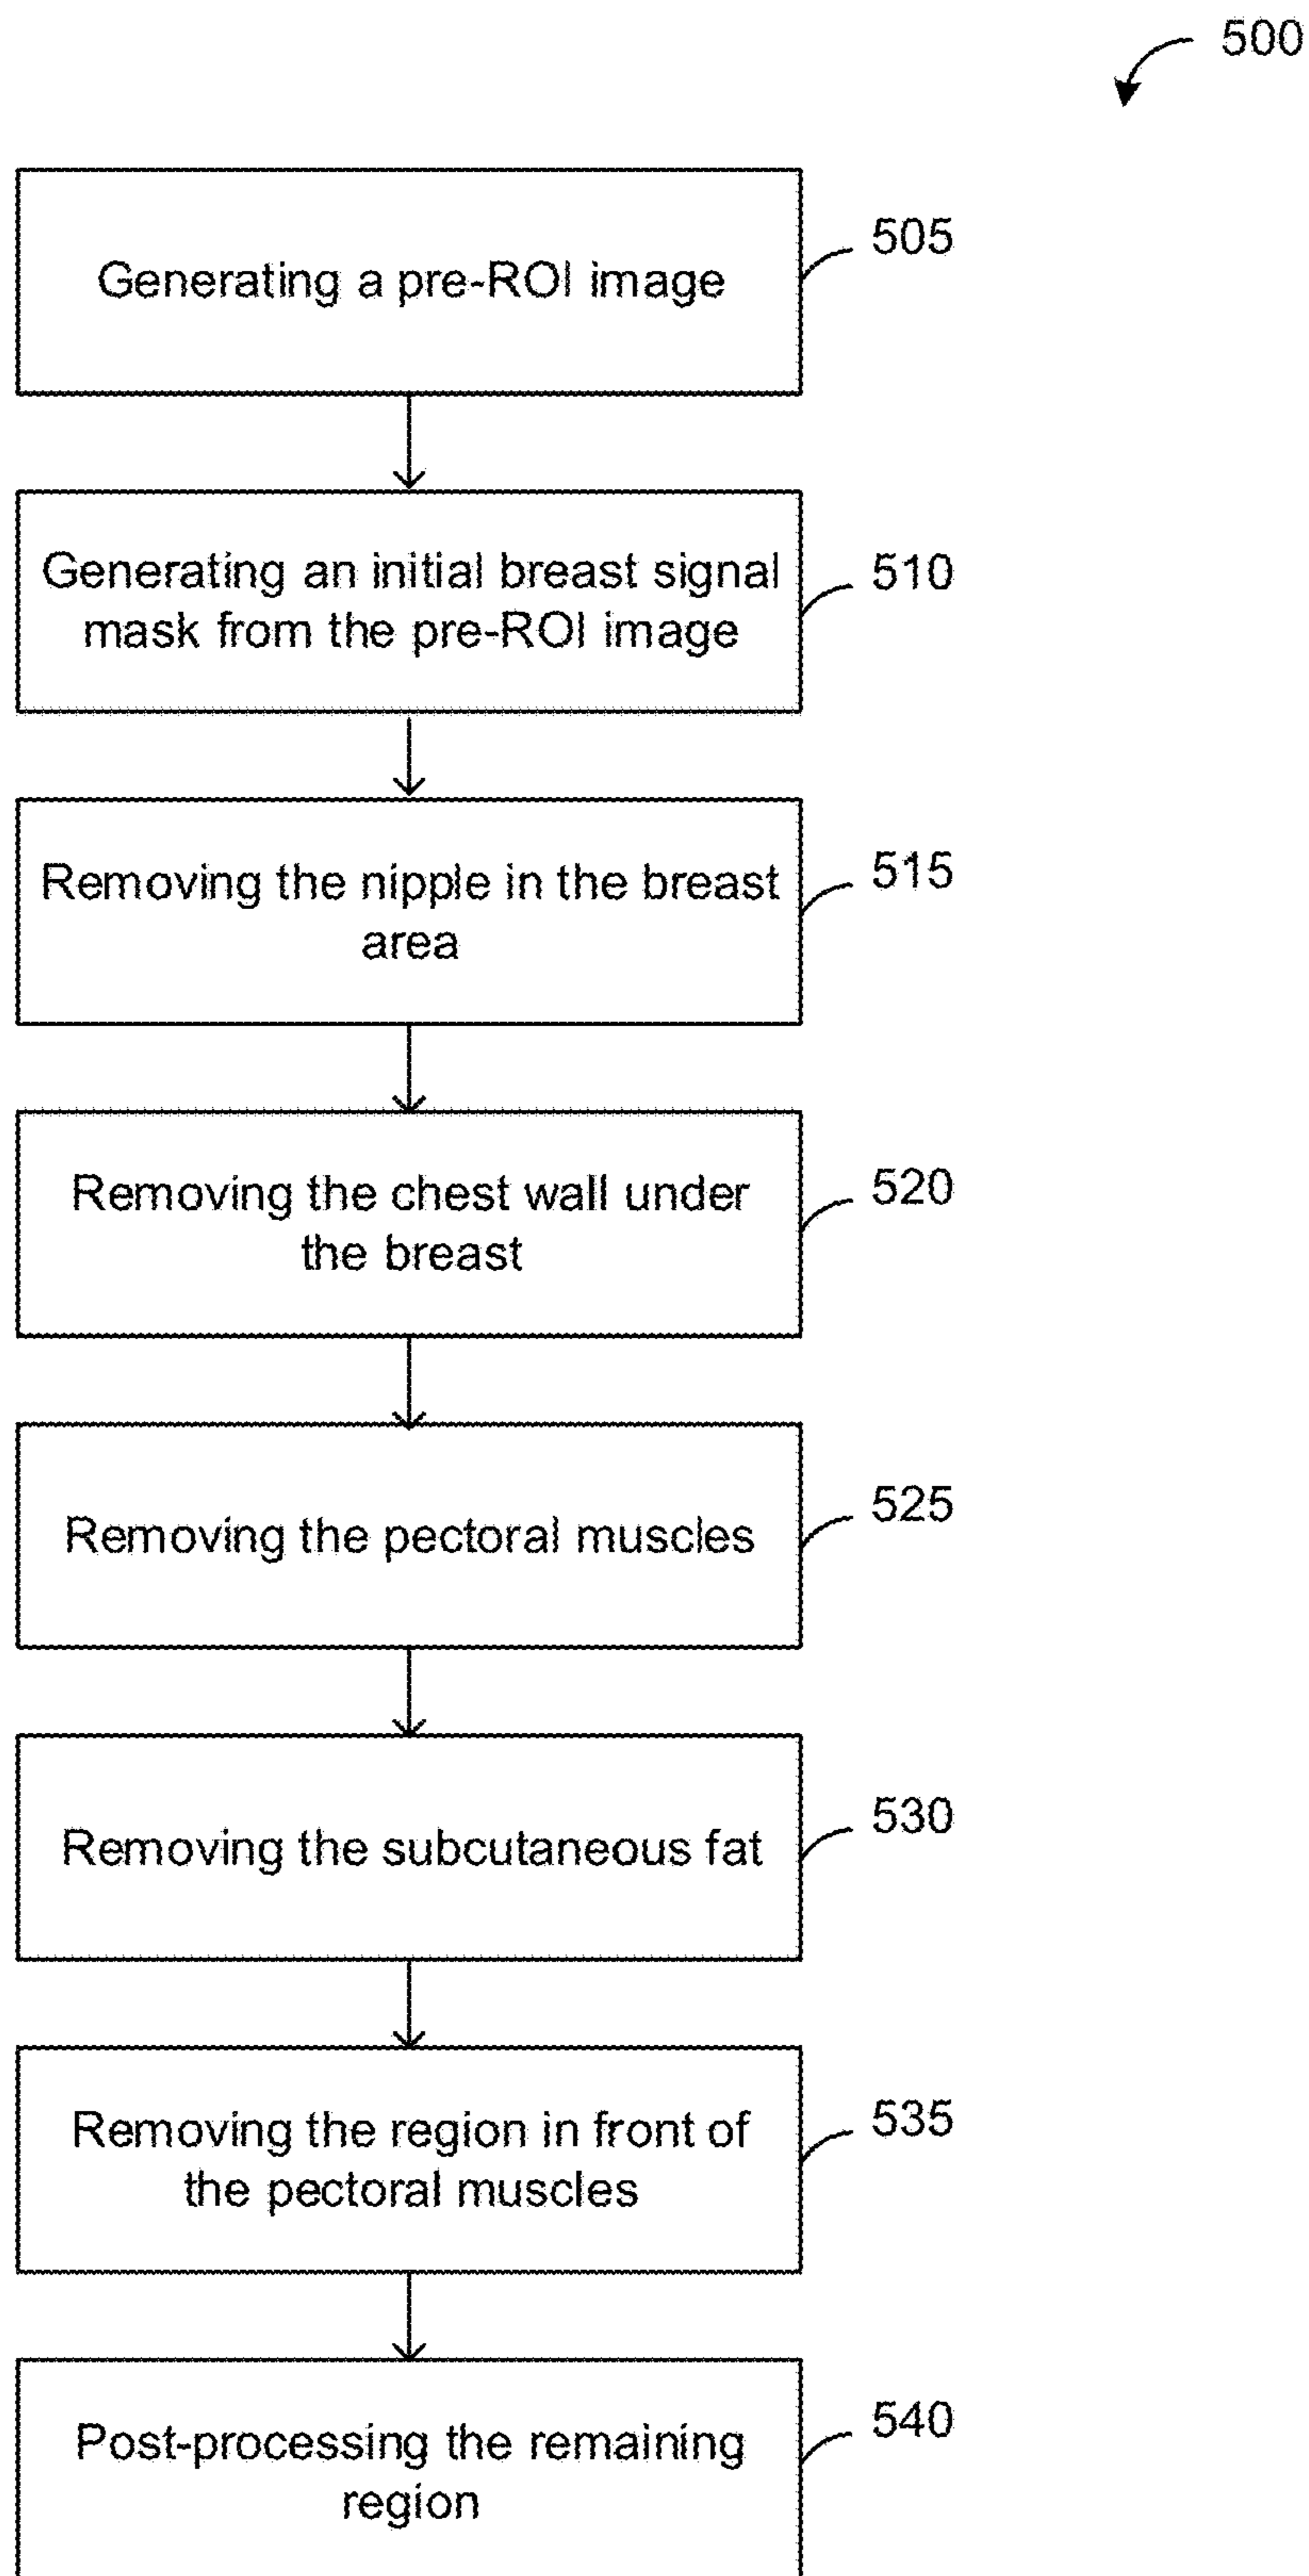 500
Generating a pre-ROI image
505
Generating an initial breast signal
mask from the pre-ROI image
510
Removing the nipple in the breast
area
515
Removing the chest wall under
the breast
520
Removing the pectoral muscles
525
Removing the subcutaneous fat
530
Removing the region in front of
the pectoral muscles
535
Post-processing the remaining
region
540